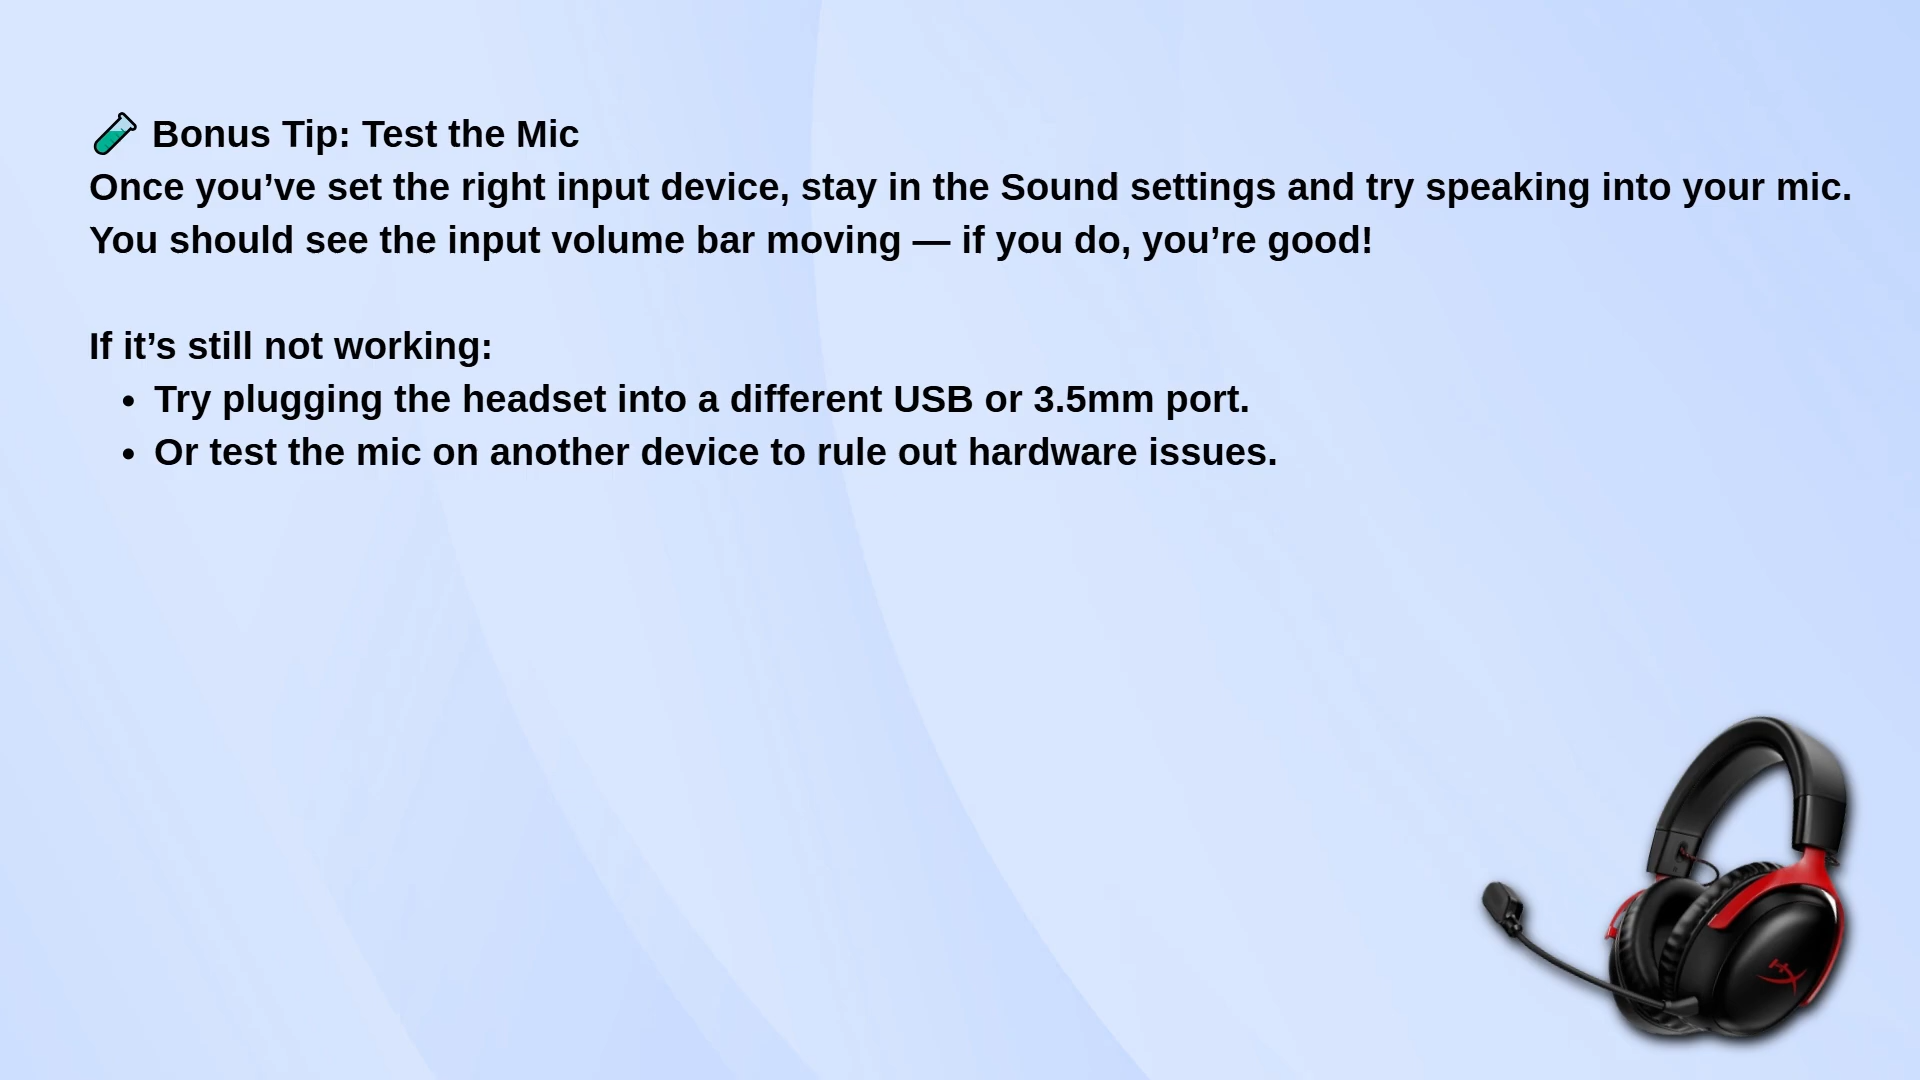 🧪 Bonus Tip: Test the Mic
Once you’ve set the right input device, stay in the Sound settings and try speaking into your mic.
You should see the input volume bar moving — if you do, you’re good!
If it’s still not working:
• Try plugging the headset into a different USB or 3.5mm port.
• Or test the mic on another device to rule out hardware issues.